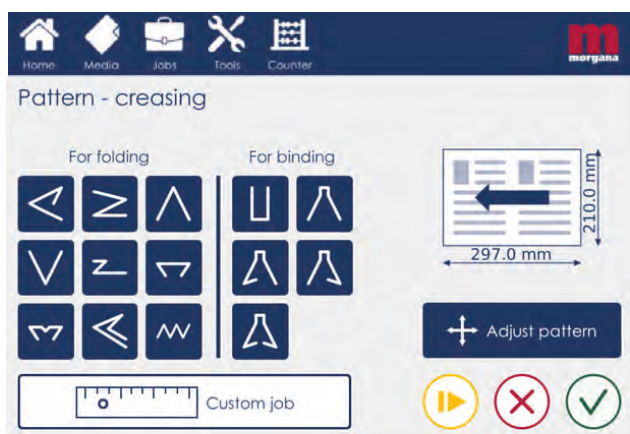 Home Media Jobs Tools Counter
m
morgana
Pattern - creasing
For folding For binding
210.0 mm
297.0 mm
Adjust pattern
Custom job